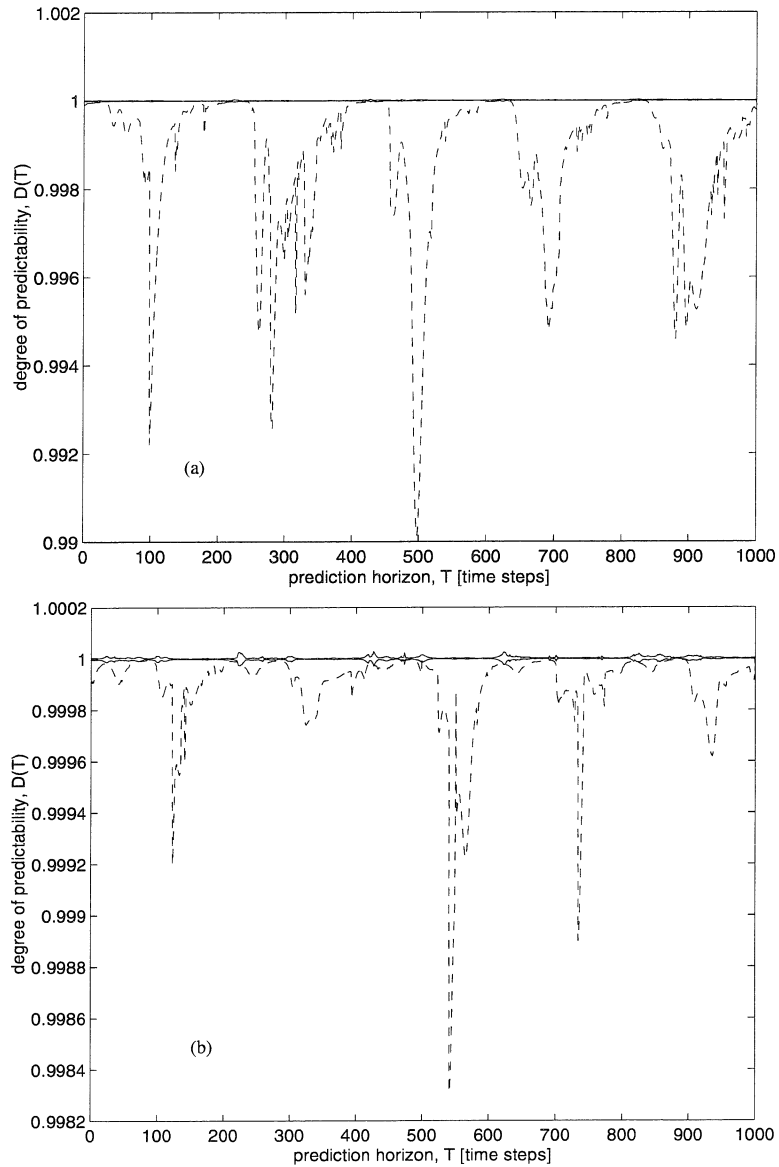 1.002
1
0.998
0.996
0.994
0.992
0.99
degree of predictability, D(T)
(a)
0 100 200 300 400 500 600 700 800 900 1000
prediction horizon, T [time steps]
1.0002
1
0.9998
0.9996
0.9994
0.9992
0.999
0.9988
0.9986
0.9984
0.9982
degree of predictability, D(T)
(b)
0 100 200 300 400 500 600 700 800 900 1000
prediction horizon, T [time steps]